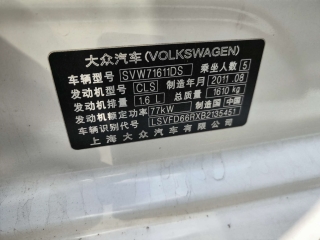 大众汽车(VOLKSWAGEN)
车辆型号 SVW71611DS 乘坐人数 5
发动机型号 CLS 制造年月 2011.08
发动机排量 1.6 L 总质量 1610 kg
发动机额定功率 77kW 制造国 中国
车辆识别代号 LSVFD66RXB2135451
上海大众汽车有限公司